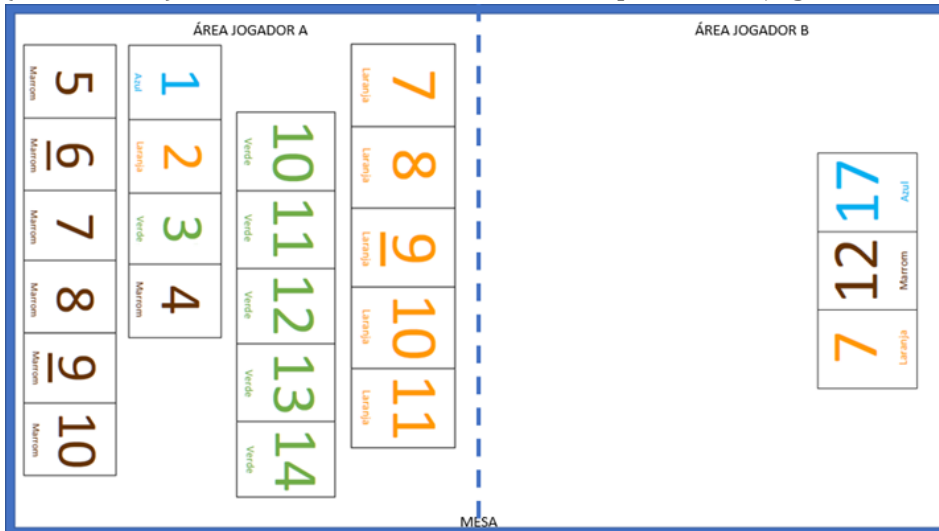 ÁREA JOGADOR A
5 Marrom
6 Marrom
7 Marrom
8 Marrom
9 Marrom
10 Marrom
1 Azul
2 Laranja
3 Verde
4 Marrom
10 Verde
11 Verde
12 Verde
13 Verde
14 Verde
7 Laranja
8 Laranja
9 Laranja
10 Laranja
11 Laranja
ÁREA JOGADOR B
17 Azul
12 Marrom
7 Laranja
MESA